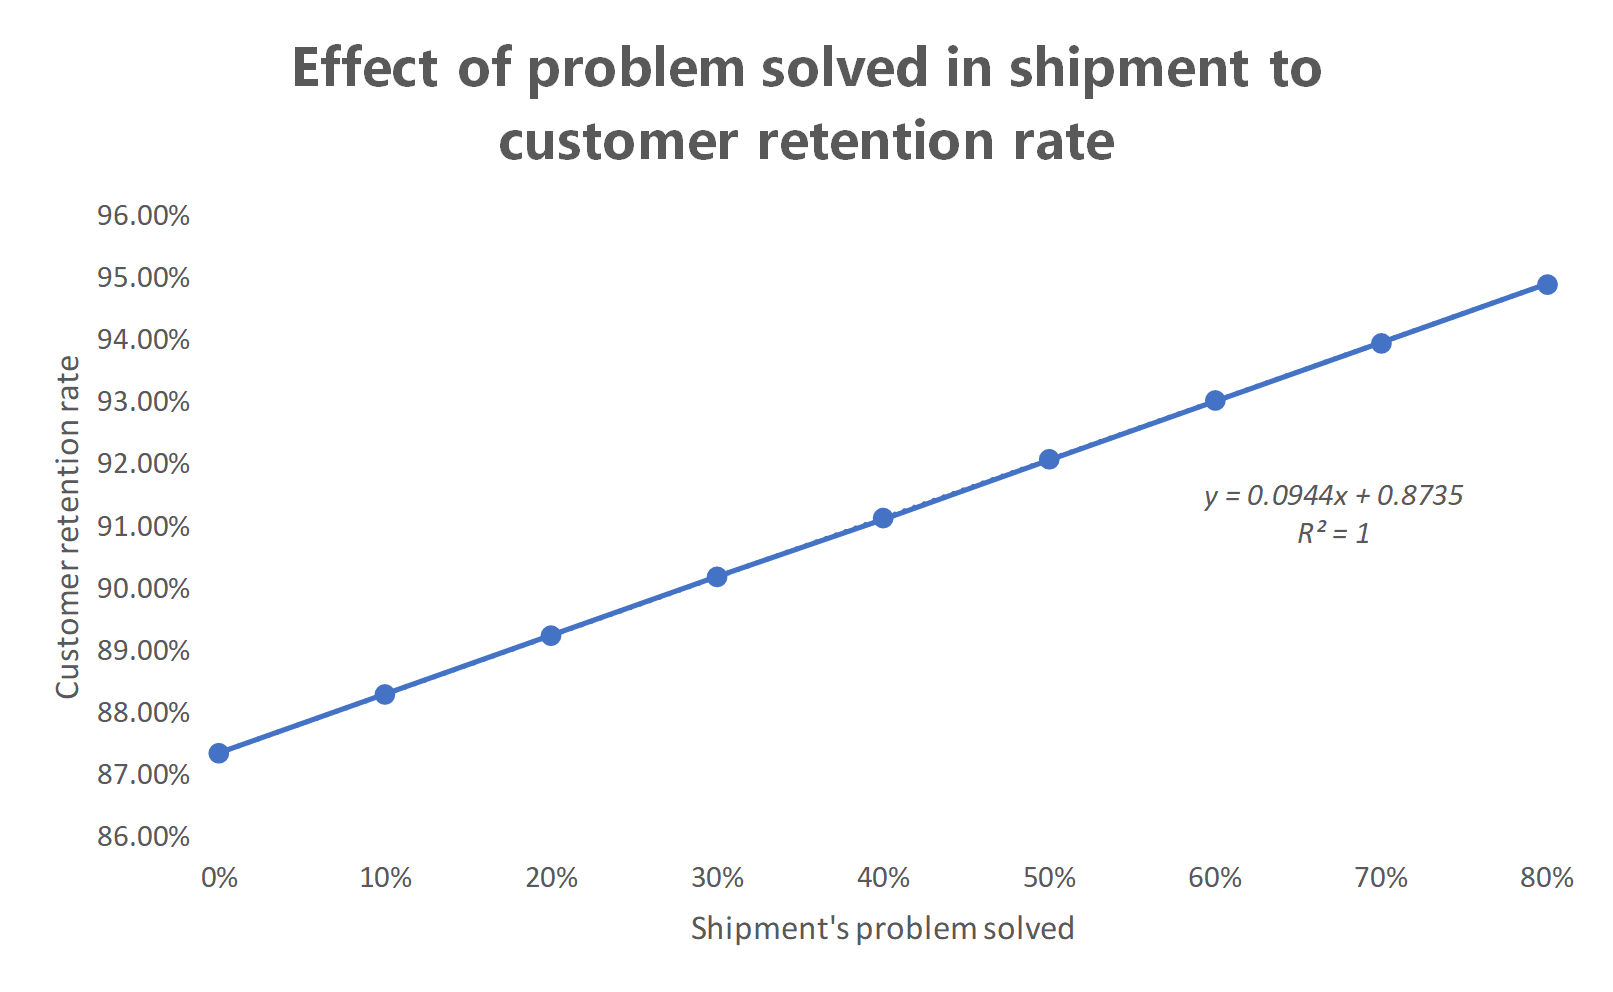 Effect of problem solved in shipment to
customer retention rate
96.00%
95.00%
94.00%
93.00%
92.00%
91.00%
90.00%
89.00%
88.00%
87.00%
86.00%
Customer retention rate
y = 0.0944x + 0.8735
R² = 1
0% 10% 20% 30% 40% 50% 60% 70% 80%
Shipment's problem solved